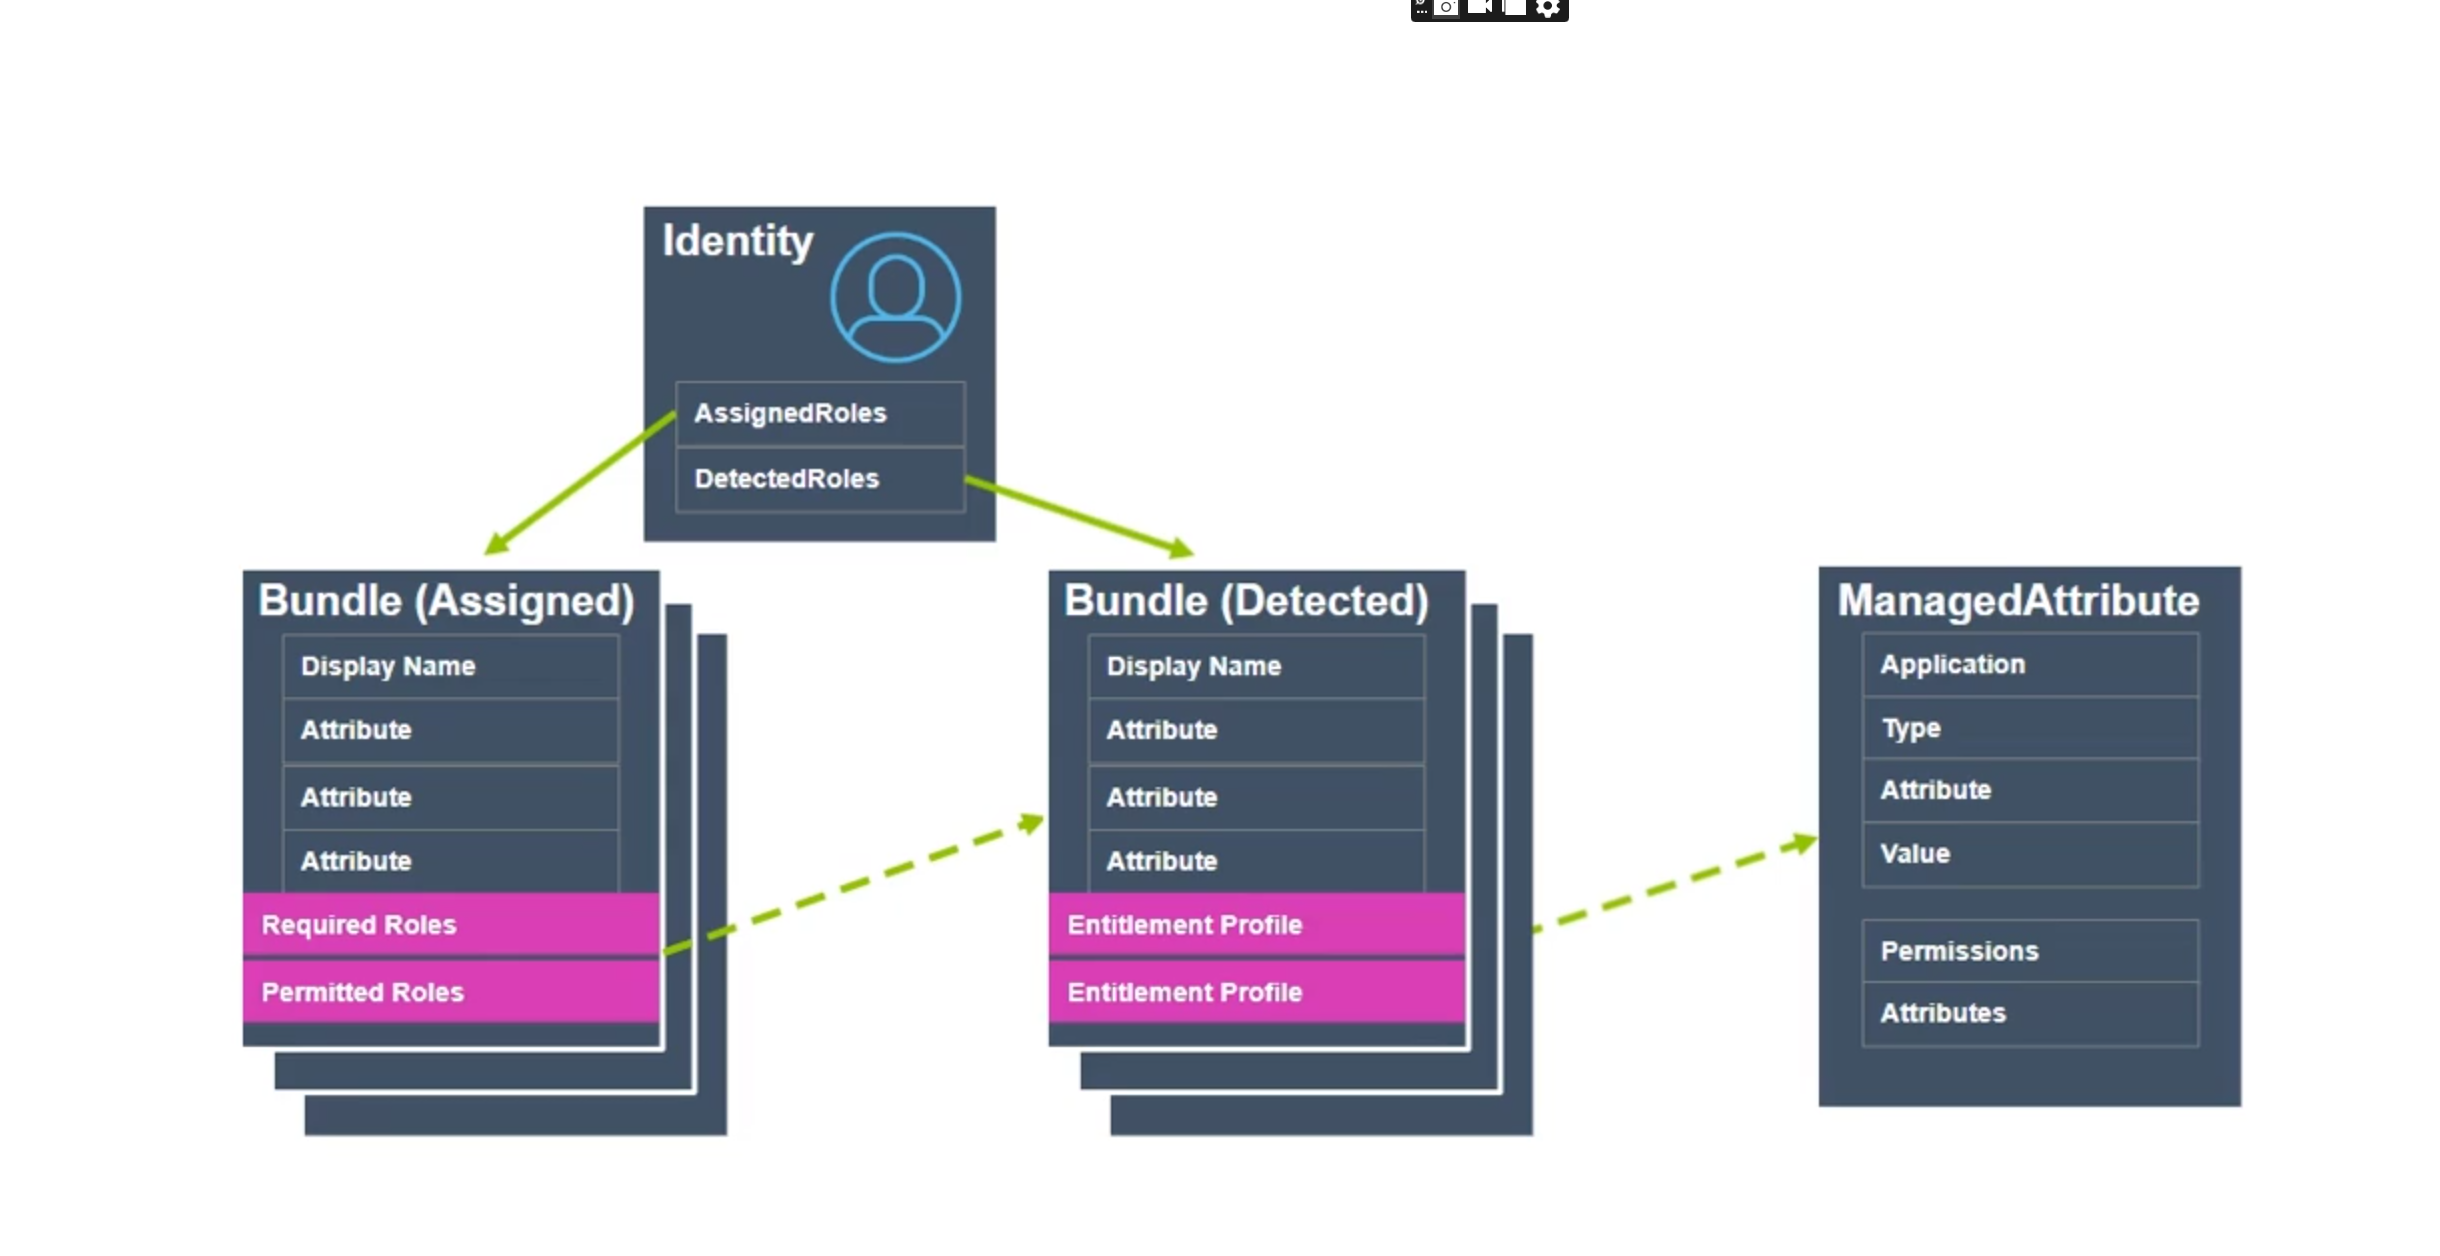 Identity
AssignedRoles
DetectedRoles
Bundle (Assigned)
Display Name
Attribute
Attribute
Attribute
Required Roles
Permitted Roles
Bundle (Detected)
Display Name
Attribute
Attribute
Attribute
Entitlement Profile
Entitlement Profile
ManagedAttribute
Application
Type
Attribute
Value
Permissions
Attributes